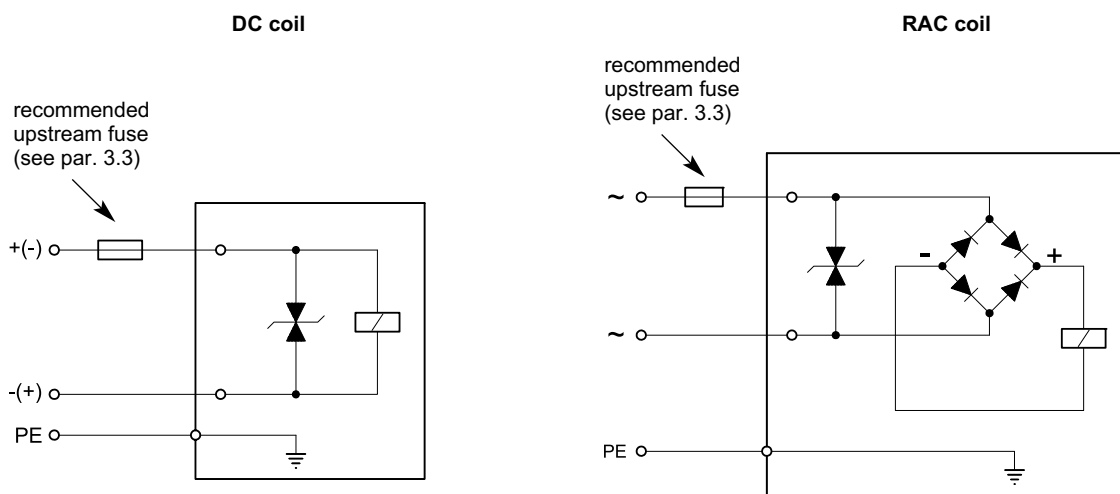 DC coil
recommended
upstream fuse
(see par. 3.3)
+(-)
-(+)
PE
RAC coil
recommended
upstream fuse
(see par. 3.3)
~
- +
~
PE